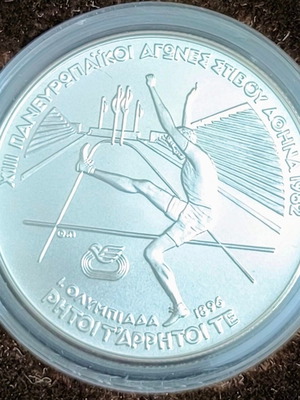 XIII ΠΑΝΕΥΡΩΠΑΪΚΟΙ ΑΓΩΝΕΣ ΣΤΙΒΟΥ ΑΘΗΝΑ 1982
Ι. ΟΛΥΜΠΙΑΔΑ 1896
ΡΗΤΟΙ Τ' ΑΡΡΗΤΟΙ ΤΕ